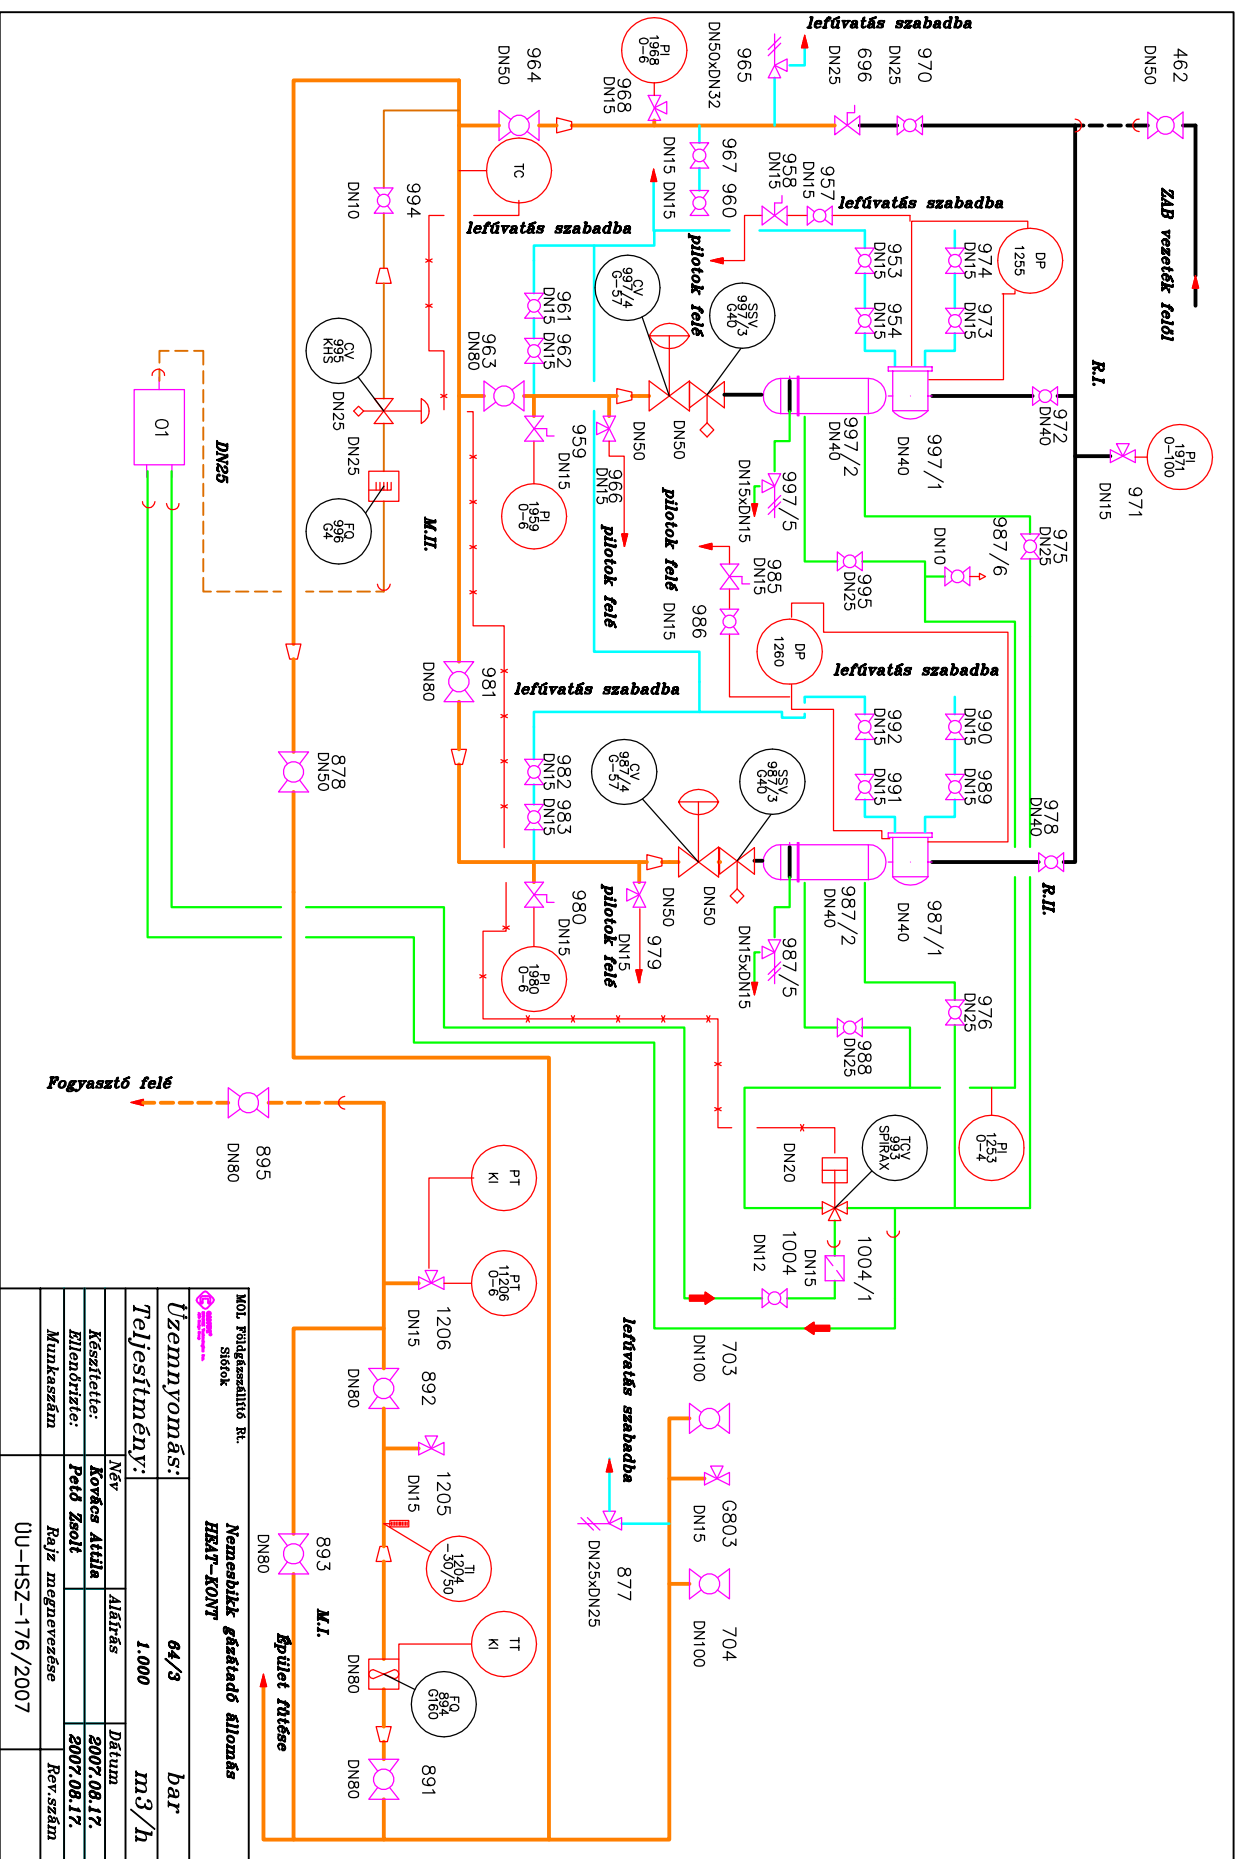 ZAB vezeték felől
462
DN50
R.I.
PI
1971
0-100
971
DN15
972
DN40
978
DN40
R.II.
970
DN25
696
DN25
lefúvatás szabadba
965
DN50xDN32
PI
1968
0-6
968
DN15
964
DN50
967
DN15
960
DN15
TC
DP
1255
974
DN15
973
DN15
lefúvatás szabadba
953
DN15
954
DN15
957
DN15
958
DN15
pilotok felé
lefúvatás szabadba
997/1
DN40
997/2
DN40
975
DN25
987/6
DN10
995
DN25
997/5
DN15xDN15
SSV
997/3
G40
CV
997/4
G-57
DN50
DN50
961
DN15
962
DN15
963
DN80
959
DN15
PI
1959
0-6
966
DN15
pilotok felé
pilotok felé
985
DN15
986
DN15
DP
1260
lefúvatás szabadba
990
DN15
989
DN15
992
DN15
991
DN15
lefúvatás szabadba
987/1
DN40
987/2
DN40
976
DN25
988
DN25
987/5
DN15xDN15
SSV
987/3
G40
CV
987/4
G-57
DN50
DN50
982
DN15
983
DN15
980
DN15
PI
1980
0-6
979
DN15
pilotok felé
994
DN10
CV
995
KHS
DN25
DN25
FQ
996
G4
M.II.
981
DN80
01
DN25
878
DN50
PI
1253
0-4
TCV
993
SPIRAX
DN20
1004/1
DN15
1004
DN12
Fogyasztó felé
895
DN80
PT
KI
PT
11206
0-6
1206
DN15
892
DN80
1205
DN15
TI
1204
-30/50
TT
KI
FQ
894
G160
DN80
891
DN80
893
DN80
M.I.
Épület fűtése
703
DN100
G803
DN15
704
DN100
lefúvatás szabadba
877
DN25xDN25
MOL Földgázszállító Rt.
Siófok
Nemesbikk gázátadó állomás
HEAT-KONT
Üzemnyomás: 64/3 bar
Teljesítmény: 1.000 m3/h
Név Aláírás Dátum
Készítette: Kovács Attila 2007.08.17.
Ellenőrizte: Pető Zsolt 2007.08.17.
Munkaszám Rajz megnevezése Rev.szám
ÜU-HSZ-176/2007